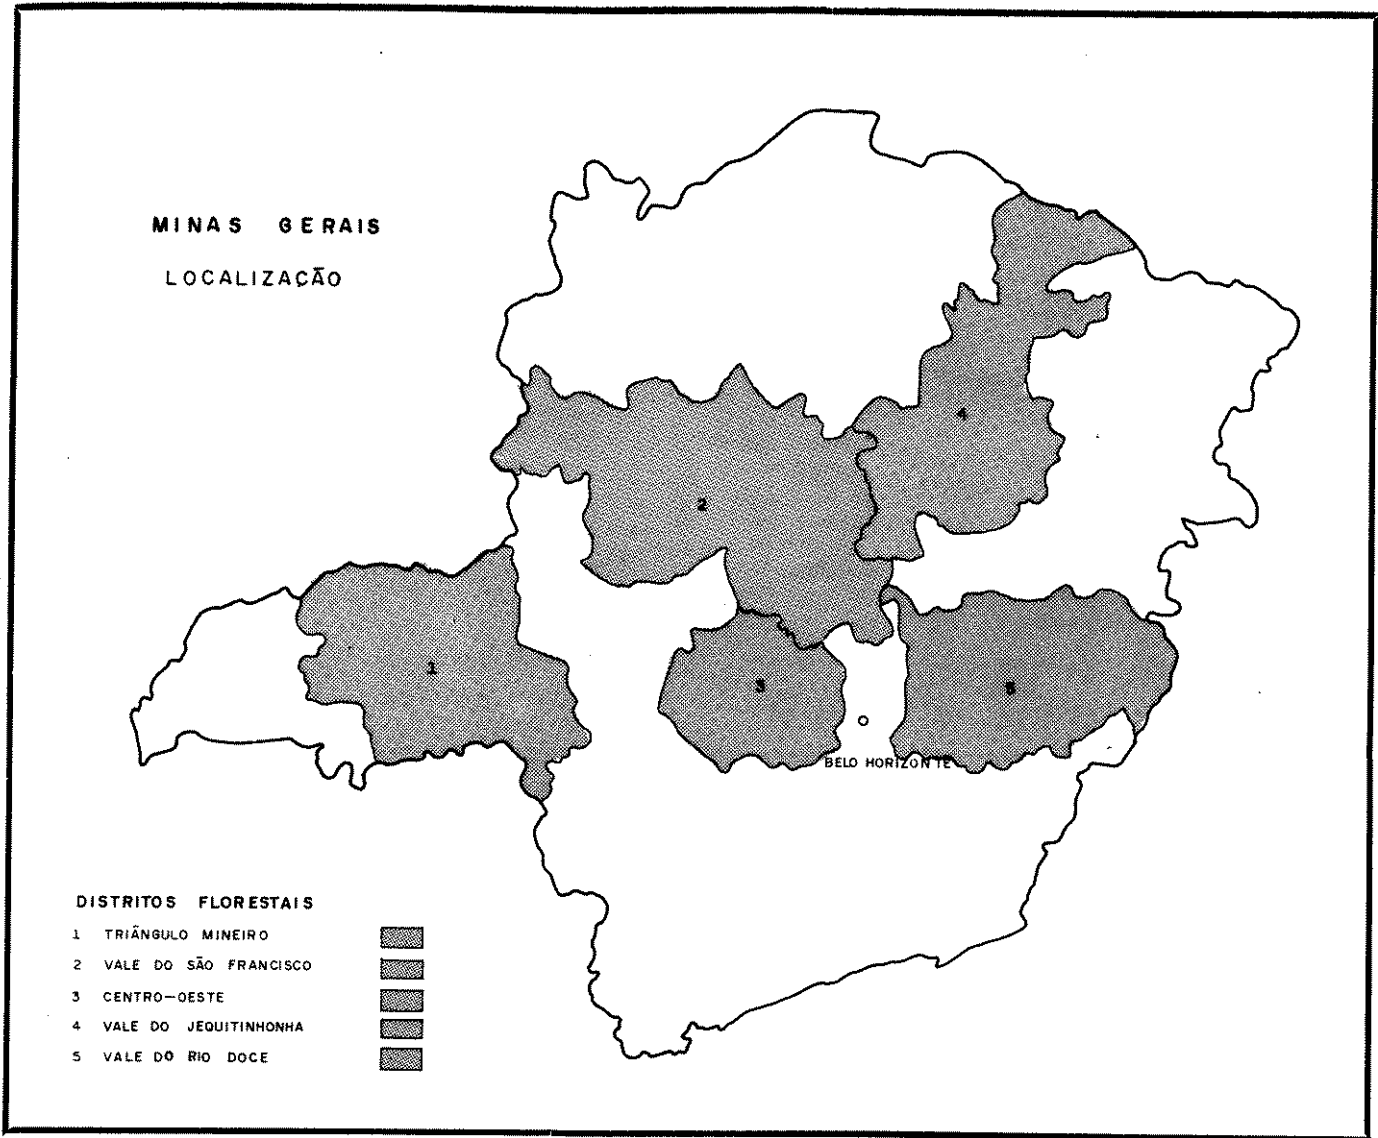 MINAS GERAIS
LOCALIZAÇÃO
4
2
1
3
5
BELO HORIZONTE
DISTRITOS FLORESTAIS
1 TRIÂNGULO MINEIRO
2 VALE DO SÃO FRANCISCO
3 CENTRO-OESTE
4 VALE DO JEQUITINHONHA
5 VALE DO RIO DOCE